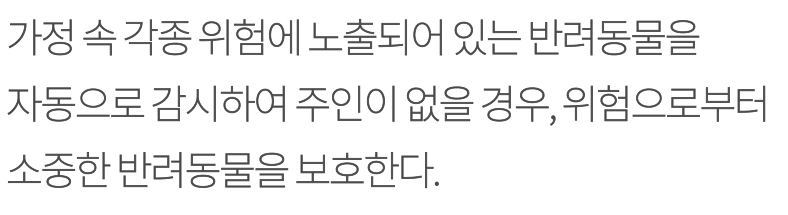 가정 속 각종 위험에 노출되어 있는 반려동물을
자동으로 감시하여 주인이 없을 경우, 위험으로부터
소중한 반려동물을 보호한다.